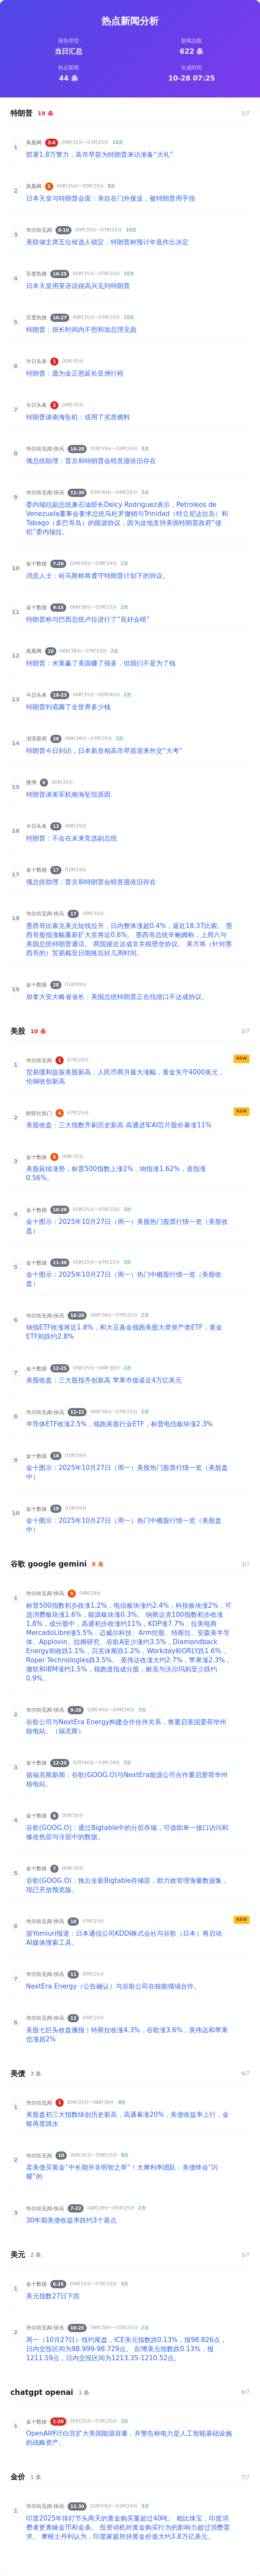 热点新闻分析
报告类型
当日汇总
新闻总数
622 条
热点新闻
44 条
生成时间
10-28 07:25
特朗普 19 条 1/7
1
凤凰网 3-4 00时35分~07时25分 10次
部署1.8万警力，高市早苗为特朗普来访准备“大礼”
2
凤凰网 5 00时35分~05时25分 8次
日本天皇与特朗普会面：亲自在门外接送，被特朗普用手指
3
华尔街见闻 6-10 00时35分~07时25分 10次
美联储主席五位候选人锁定，特朗普称预计年底作出决定
4
百度热搜 10-25 00时35分~07时25分 10次
日本天皇用英语说很高兴见到特朗普
5
百度热搜 10-27 00时35分~07时25分 10次
特朗普：很长时间内不想和加总理见面
6
今日头条 1 00时35分
特朗普：愿为金正恩延长亚洲行程
7
今日头条 2 00时35分
特朗普谈南海坠机：或用了劣质燃料
8
华尔街见闻-快讯 10-28 01时59分~03时24分 3次
俄总统助理：普京和特朗普会晤意愿依旧存在
9
华尔街见闻-快讯 11-30 02时40分~04时28分 3次
委内瑞拉副总统兼石油部长Delcy Rodríguez表示，Petroleos de
Venezuela董事会要求总统马杜罗撤销与Trinidad（特立尼达拉岛）和
Tabago（多巴哥岛）的能源协议，因为这地支持美国特朗普政府“侵
犯”委内瑞拉。
10
金十数据 7-20 02时40分~03时24分 2次
消息人士：哈马斯称将遵守特朗普计划下的协议。
11
金十数据 9-15 06时38分~07时25分 2次
特朗普称与巴西总统卢拉进行了“良好会晤”
12
凤凰网 10 06时38分~07时25分 2次
特朗普：米莱赢了美国赚了很多，但我们不是为了钱
13
今日头条 18-23 00时35分~02时40分 2次
特朗普到底薅了全世界多少钱
14
澎湃新闻 20 06时38分~07时25分 2次
特朗普今日到访，日本新首相高市早苗迎来外交“大考”
15
微博 6 00时35分
特朗普谈美军机南海坠毁原因
16
今日头条 13 00时35分
特朗普：不会在未来竞选副总统
17
金十数据 17 01时59分
俄总统助理：普京和特朗普会晤意愿依旧存在
18
华尔街见闻-快讯 17 00时35分
墨西哥比索兑美元短线拉升，日内整体涨超0.4%，逼近18.37比索。 墨
西哥股指涨幅重新扩大至将近0.6%。 墨西哥总统辛鲍姆称，上周六与
美国总统特朗普通话。 两国接近达成非关税壁垒协议。 美方将（针对墨
西哥的）贸易截至日期推后好几周时间。
19
金十数据 28 01时59分
加拿大安大略省省长：美国总统特朗普正在找借口不达成协议。
美股 10 条 2/7
1
华尔街见闻 1 07时25分
NEW
贸易缓和提振美股新高，人民币两月最大涨幅，黄金失守4000美元，
伦铜收创新高
2
财联社热门 4 07时25分
NEW
美股收盘：三大指数齐刷历史新高 高通进军AI芯片股价暴涨11%
3
金十数据 5 00时35分
美股延续涨势，标普500指数上涨1%，纳指涨1.62%，道指涨
0.56%。
4
金十数据 10-29 05时25分~07时25分 3次
金十图示：2025年10月27日（周一）美股热门股票行情一览（美股收
盘）
5
金十数据 11-30 05时25分~07时25分 3次
金十图示：2025年10月27日（周一）热门中概股行情一览（美股收
盘）
6
华尔街见闻-快讯 10-20 06时38分~07时25分 2次
纳指ETF收涨将近1.8%，和大豆基金领跑美股大类资产类ETF，黄金
ETF则跌约2.8%
7
金十数据 12-25 05时25分~06时38分 2次
美股收盘：三大股指齐创新高 苹果市值逼近4万亿美元
8
华尔街见闻-快讯 12-22 06时38分~07时25分 2次
半导体ETF收涨2.5%，领跑美股行业ETF，标普电信板块涨2.3%
9
金十数据 18 01时59分
金十图示：2025年10月27日（周一）美股热门股票行情一览（美股盘
中）
10
金十数据 19 01时59分
金十图示：2025年10月27日（周一）热门中概股行情一览（美股盘
中）
谷歌 google gemini 8 条 3/7
1
华尔街见闻-快讯 5 04时28分
标普500指数初步收涨1.2%，电信板块涨约2.4%，科技板块涨2%，可
选消费板块涨1.6%，能源板块涨0.3%。 纳斯达克100指数初步收涨
1.8%，成分股中，高通初步收涨约11%，KDP涨7.7%，拉美电商
MercadoLibre涨5.5%，迈威尔科技、Arm控股、特斯拉、安森美半导
体、Applovin、拉姆研究、谷歌A至少涨约3.5%，Diamondback
Energy则收跌1.1%，贝克休斯跌1.2%，Workday和ORLY跌1.6%，
Roper Technologies跌3.5%。 英伟达收涨大约2.7%，苹果涨2.3%，
微软和IBM涨约1.5%，领跑道指成分股，耐克与沃尔玛则至少跌约
0.9%。
2
华尔街见闻-快讯 9-28 02时40分~04时28分 3次
谷歌公司与NextEra Energy构建合作伙伴关系，将重启美国爱荷华州
核电站。（福克斯）
3
金十数据 12-25 02时40分~03时24分 2次
据福克斯新闻：谷歌(GOOG.O)与NextEra能源公司合作重启爱荷华州
核电站。
4
金十数据 6 00时35分
谷歌(GOOG.O)：通过Bigtable中的分层存储，可借助单一接口访问和
修改热层与冷层中的数据。
5
金十数据 7 00时35分
谷歌(GOOG.O)：推出全新Bigtable存储层，助力效管理海量数据集，
现已开放预览版。
6
华尔街见闻-快讯 10 07时25分
NEW
据Yomiuri报道：日本通信公司KDDI株式会社与谷歌（日本）将启动
AI媒体搜索工具。
7
华尔街见闻-快讯 11 05时25分
NextEra Energy（公告确认）与谷歌公司在核能领域合作。
8
华尔街见闻-快讯 12 05时25分
美股七巨头收盘播报｜特斯拉收涨4.3%，谷歌涨3.6%，英伟达和苹果
也涨超2%
美债 3 条 4/7
1
华尔街见闻 1 00时35分~06时38分 9次
美股盘初三大指数续创历史新高，高通暴涨20%，美债收益率上行，金
银再度跳水
2
华尔街见闻 10 00时35分~05时25分 8次
卖美债买黄金“中长期并非明智之举”！大摩利率团队：美债终会“闪
耀”的
3
华尔街见闻-快讯 7-22 04时28分~05时25分 2次
30年期美债收益率跌约3个基点
美元 2 条 5/7
1
金十数据 6-25 05时25分~07时25分 3次
美元指数27日下跌
2
华尔街见闻-快讯 10-25 04时28分~05时25分 2次
周一（10月27日）纽约尾盘，ICE美元指数跌0.13%，报98.826点，
日内交投区间为98.999-98.729点。 彭博美元指数跌0.13%，报
1211.59点，日内交投区间为1213.35-1210.52点。
chatgpt openai 1 条 6/7
1
金十数据 1-20 05时25分~07时25分 3次
OpenAI呼吁白宫扩大美国能源容量，并警告称电力是人工智能基础设施
的战略资产。
金价 1 条 7/7
1
华尔街见闻-快讯 12-30 01时59分~03时24分 3次
印度2025年排灯节头两天的黄金购买量超过40吨。 相比珠宝，印度消
费者更青睐金币和金条。 投资动机对黄金购买行为的影响力超过消费需
求。 摩根士丹利认为，印度家庭所持黄金价值大约3.8万亿美元。